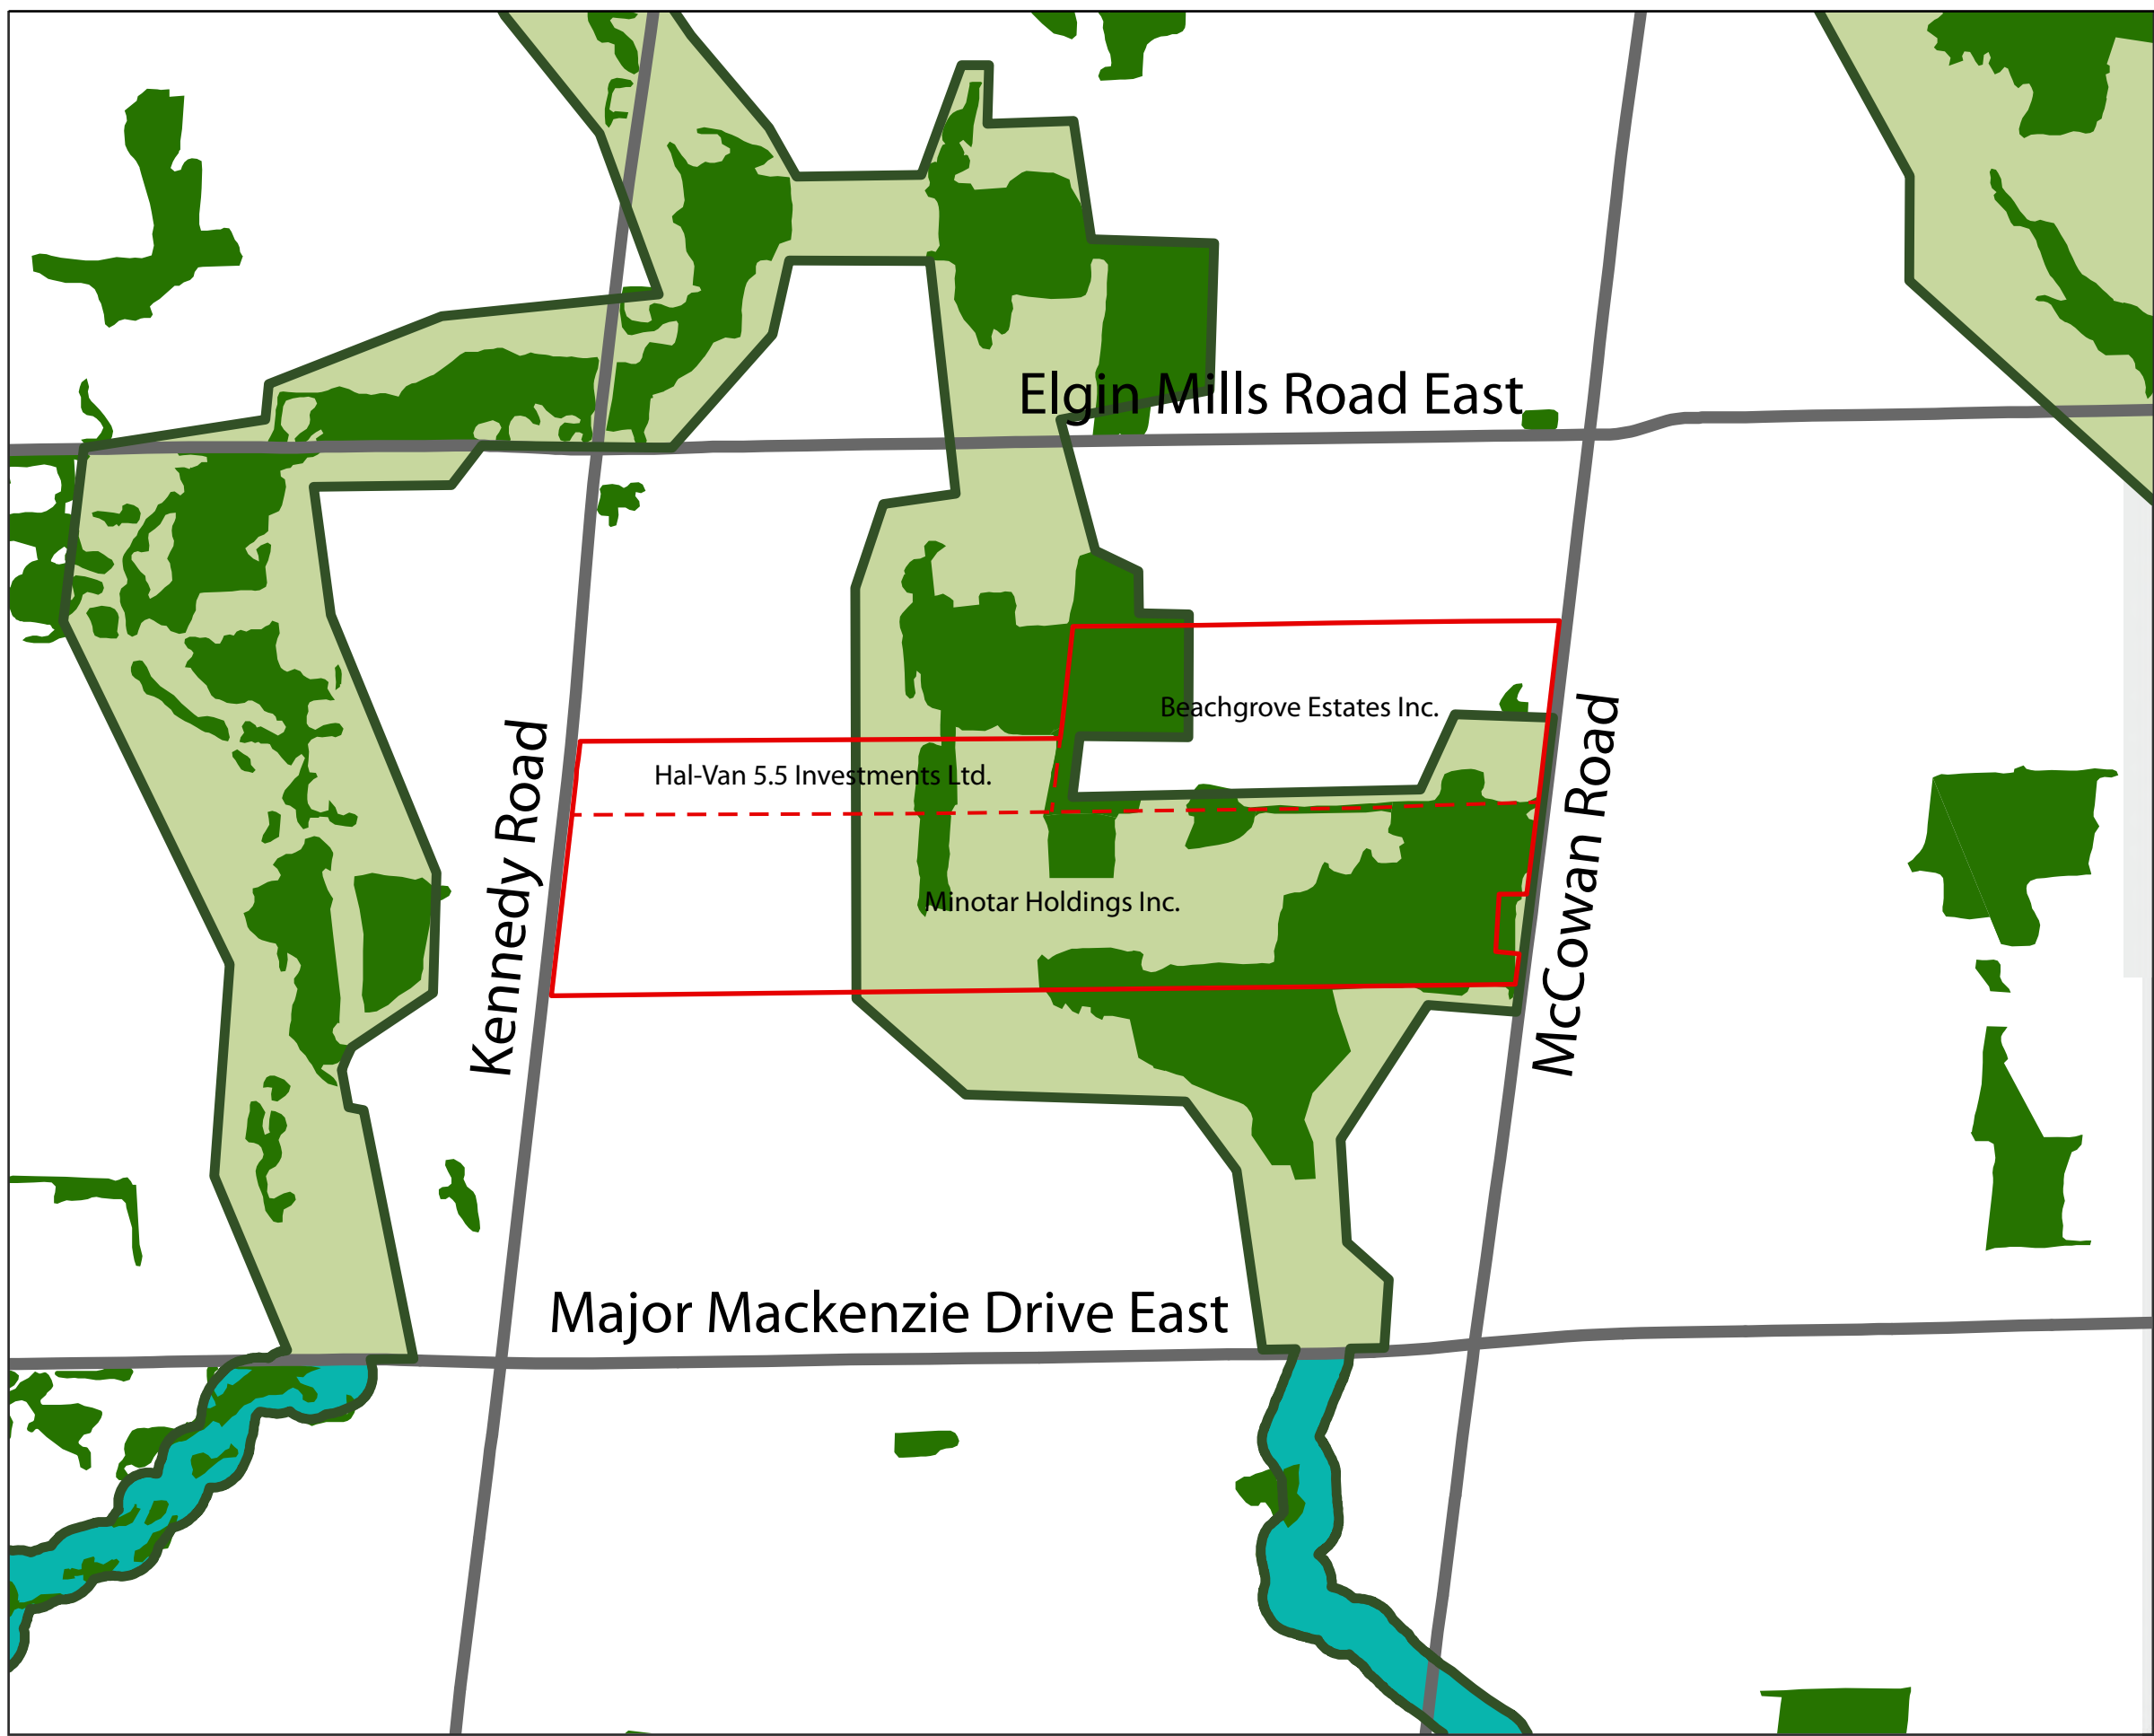 Elgin Mills Road East
Beachgrove Estates Inc.
Hal-Van 5.5 Investments Ltd.
Kennedy Road
McCowan Road
Minotar Holdings Inc.
Major Mackenzie Drive East